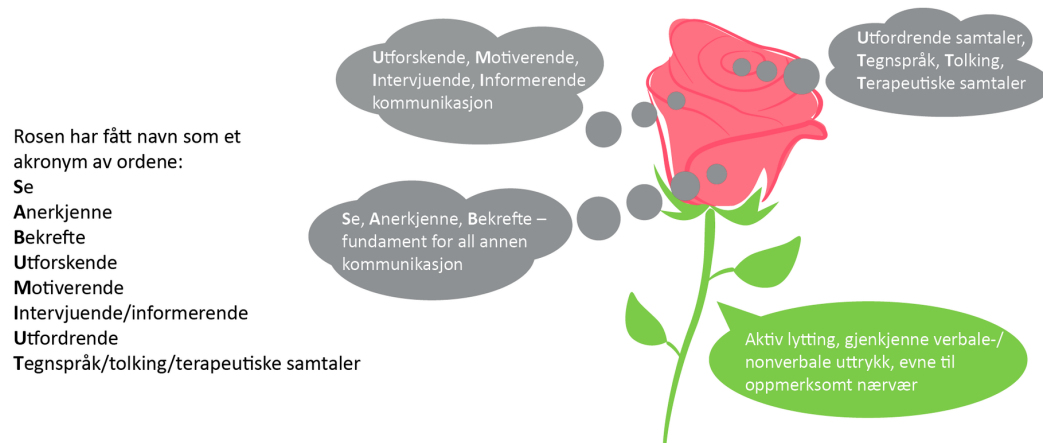 Rosen har fått navn som et
akronym av ordene:
Se
Anerkjenne
Bekrefte
Utforskende
Motiverende
Intervjuende/informerende
Utfordrende
Tegnspråk/tolking/terapeutiske samtaler
Utforskende, Motiverende,
Intervjuende, Informerende
kommunikasjon
Utfordrende samtaler,
Tegnspråk, Tolking,
Terapeutiske samtaler
Se, Anerkjenne, Bekrefte –
fundament for all annen
kommunikasjon
Aktiv lytting, gjenkjenne verbale-/
nonverbale uttrykk, evne til
oppmerksomt nærvær